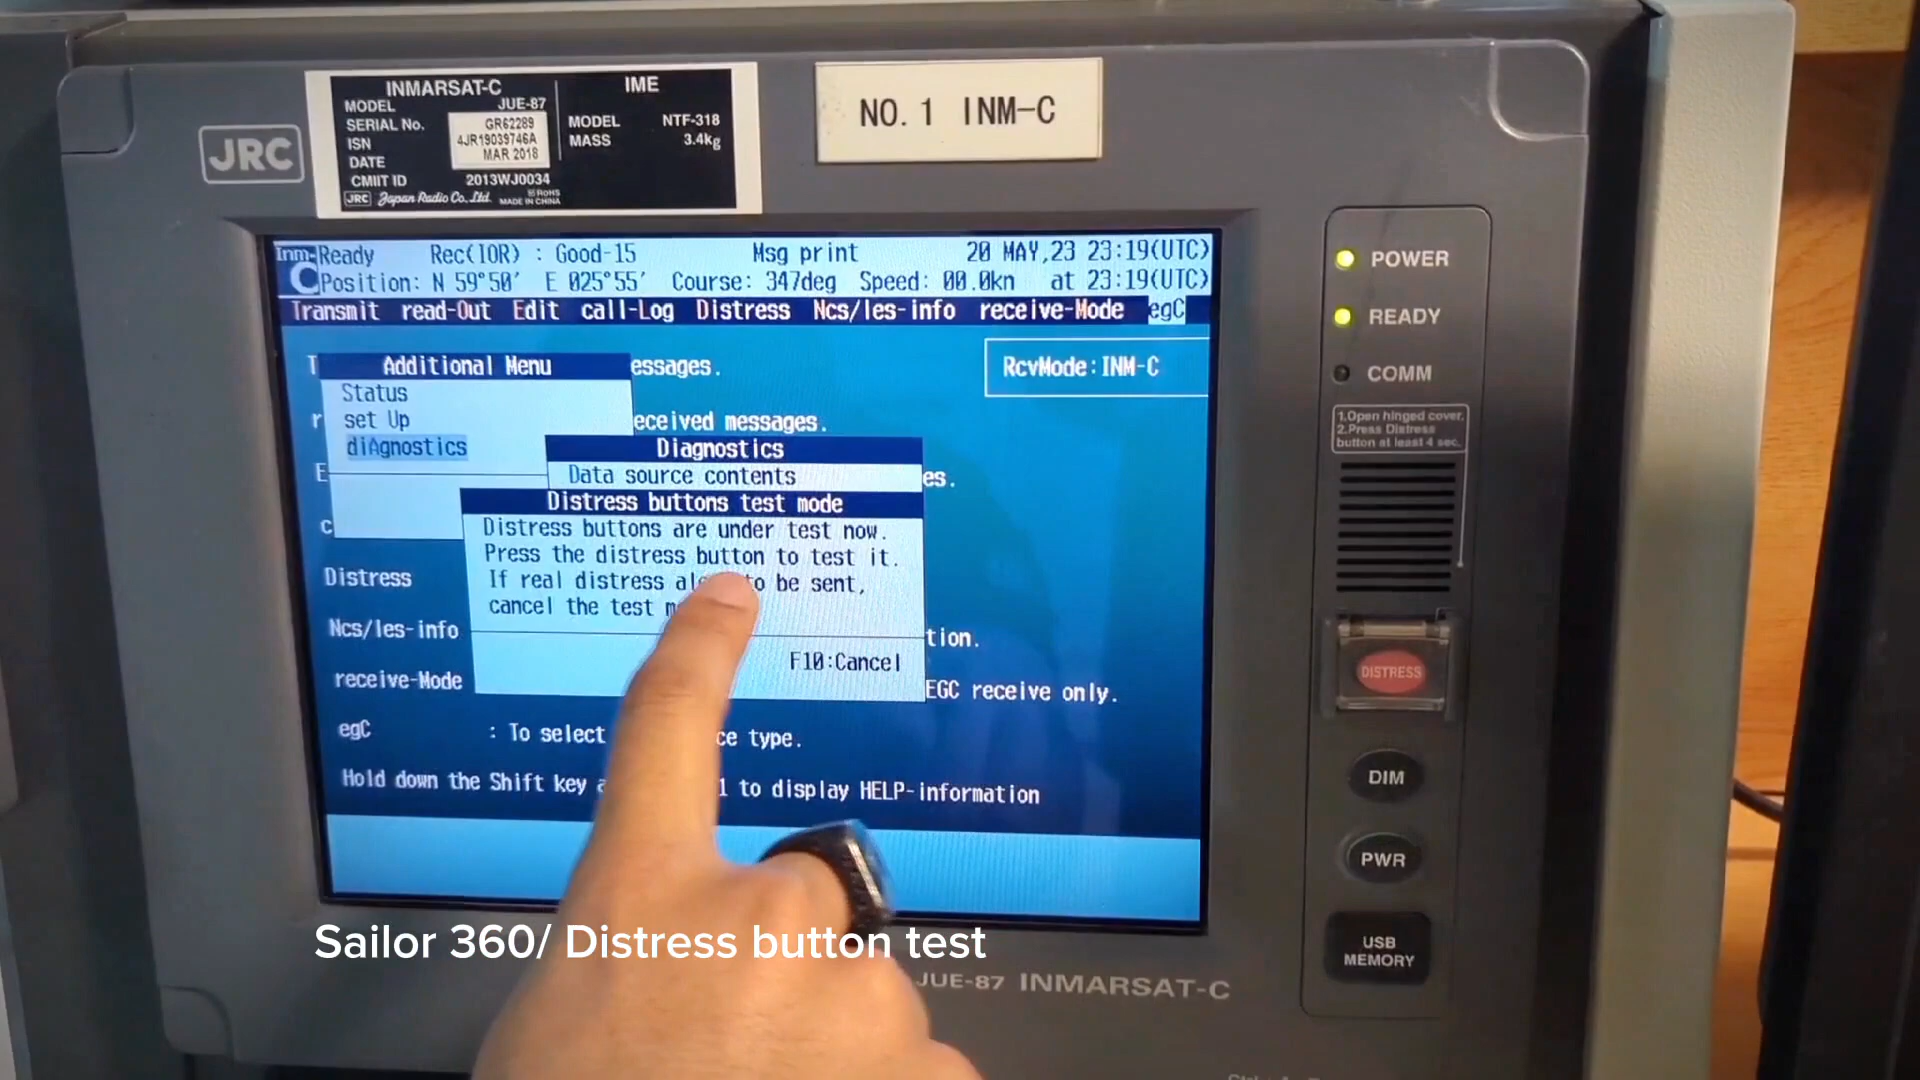 INMARSAT-C
MODEL JUE-87
SERIAL No. GR62289
ISN 4JR19039746A
DATE MAR 2018
CMIIT ID 2013WJ0034
JRC Japan Radio Co., Ltd. ROHS MADE IN CHINA
IME
MODEL NTF-318
MASS 3.4kg
NO.1 INM-C
JRC
Inm-C Ready Rec(IOR) : Good-15 Msg print 20 MAY,23 23:19(UTC)
Position: N 59°50' E 025°55' Course: 347deg Speed: 00.0kn at 23:19(UTC)
Transmit read-Out Edit call-Log Distress Ncs/les-info receive-Mode egC
T
Additional Menu
essages.
RcvMode:INM-C
Status
r
set Up
eceived messages.
diAgnostics
Diagnostics
E
Data source contents
es.
Distress buttons test mode
c
Distress buttons are under test now.
Press the distress button to test it.
If real distress to be sent,
cancel the test
F10:Cancel
Distress
Ncs/les-info
tion.
receive-Mode
EGC receive only.
egC : To select ce type.
Hold down the Shift key 1 to display HELP-information
POWER
READY
COMM
1.Open hinged cover.
2.Press Distress
button at least 4 sec.
DISTRESS
DIM
PWR
USB
MEMORY
JUE-87 INMARSAT-C
Sailor 360/ Distress button test